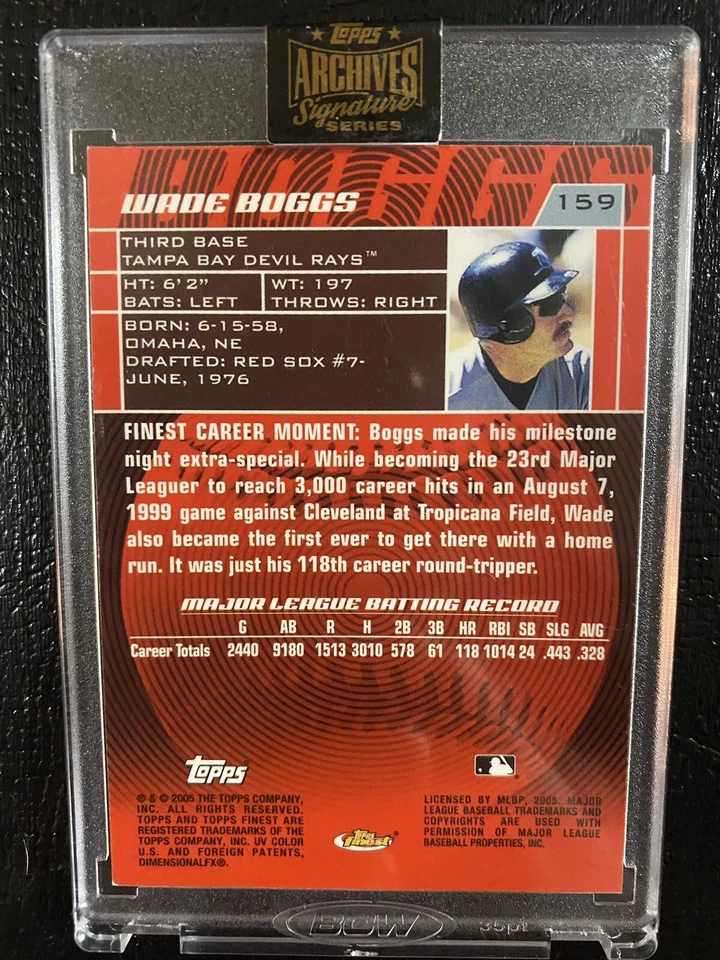 Topps
ARCHIVES
Signature
SERIES
BOGGS
WADE BOGGS
159
THIRD BASE
TAMPA BAY DEVIL RAYS™
HT: 6'2" WT: 197
BATS: LEFT THROWS: RIGHT
BORN: 6-15-58,
OMAHA, NE
DRAFTED: RED SOX #7-
JUNE, 1976
FINEST CAREER MOMENT: Boggs made his milestone
night extra-special. While becoming the 23rd Major
Leaguer to reach 3,000 career hits in an August 7,
1999 game against Cleveland at Tropicana Field, Wade
also became the first ever to get there with a home
run. It was just his 118th career round-tripper.
MAJOR LEAGUE BATTING RECORD
G AB R H 2B 3B HR RBI SB SLG AVG
Career Totals 2440 9180 1513 3010 578 61 118 1014 24 .443 .328
Topps
® & © 2005 THE TOPPS COMPANY,
INC. ALL RIGHTS RESERVED.
TOPPS AND TOPPS FINEST ARE
REGISTERED TRADEMARKS OF THE
TOPPS COMPANY, INC. UV COLOR
U.S. AND FOREIGN PATENTS,
DIMENSIONALFX®.
Topps
Finest
LICENSED BY MLBP, 2005. MAJOR
LEAGUE BASEBALL TRADEMARKS AND
COPYRIGHTS ARE USED WITH
PERMISSION OF MAJOR LEAGUE
BASEBALL PROPERTIES, INC.
BCW
35pt